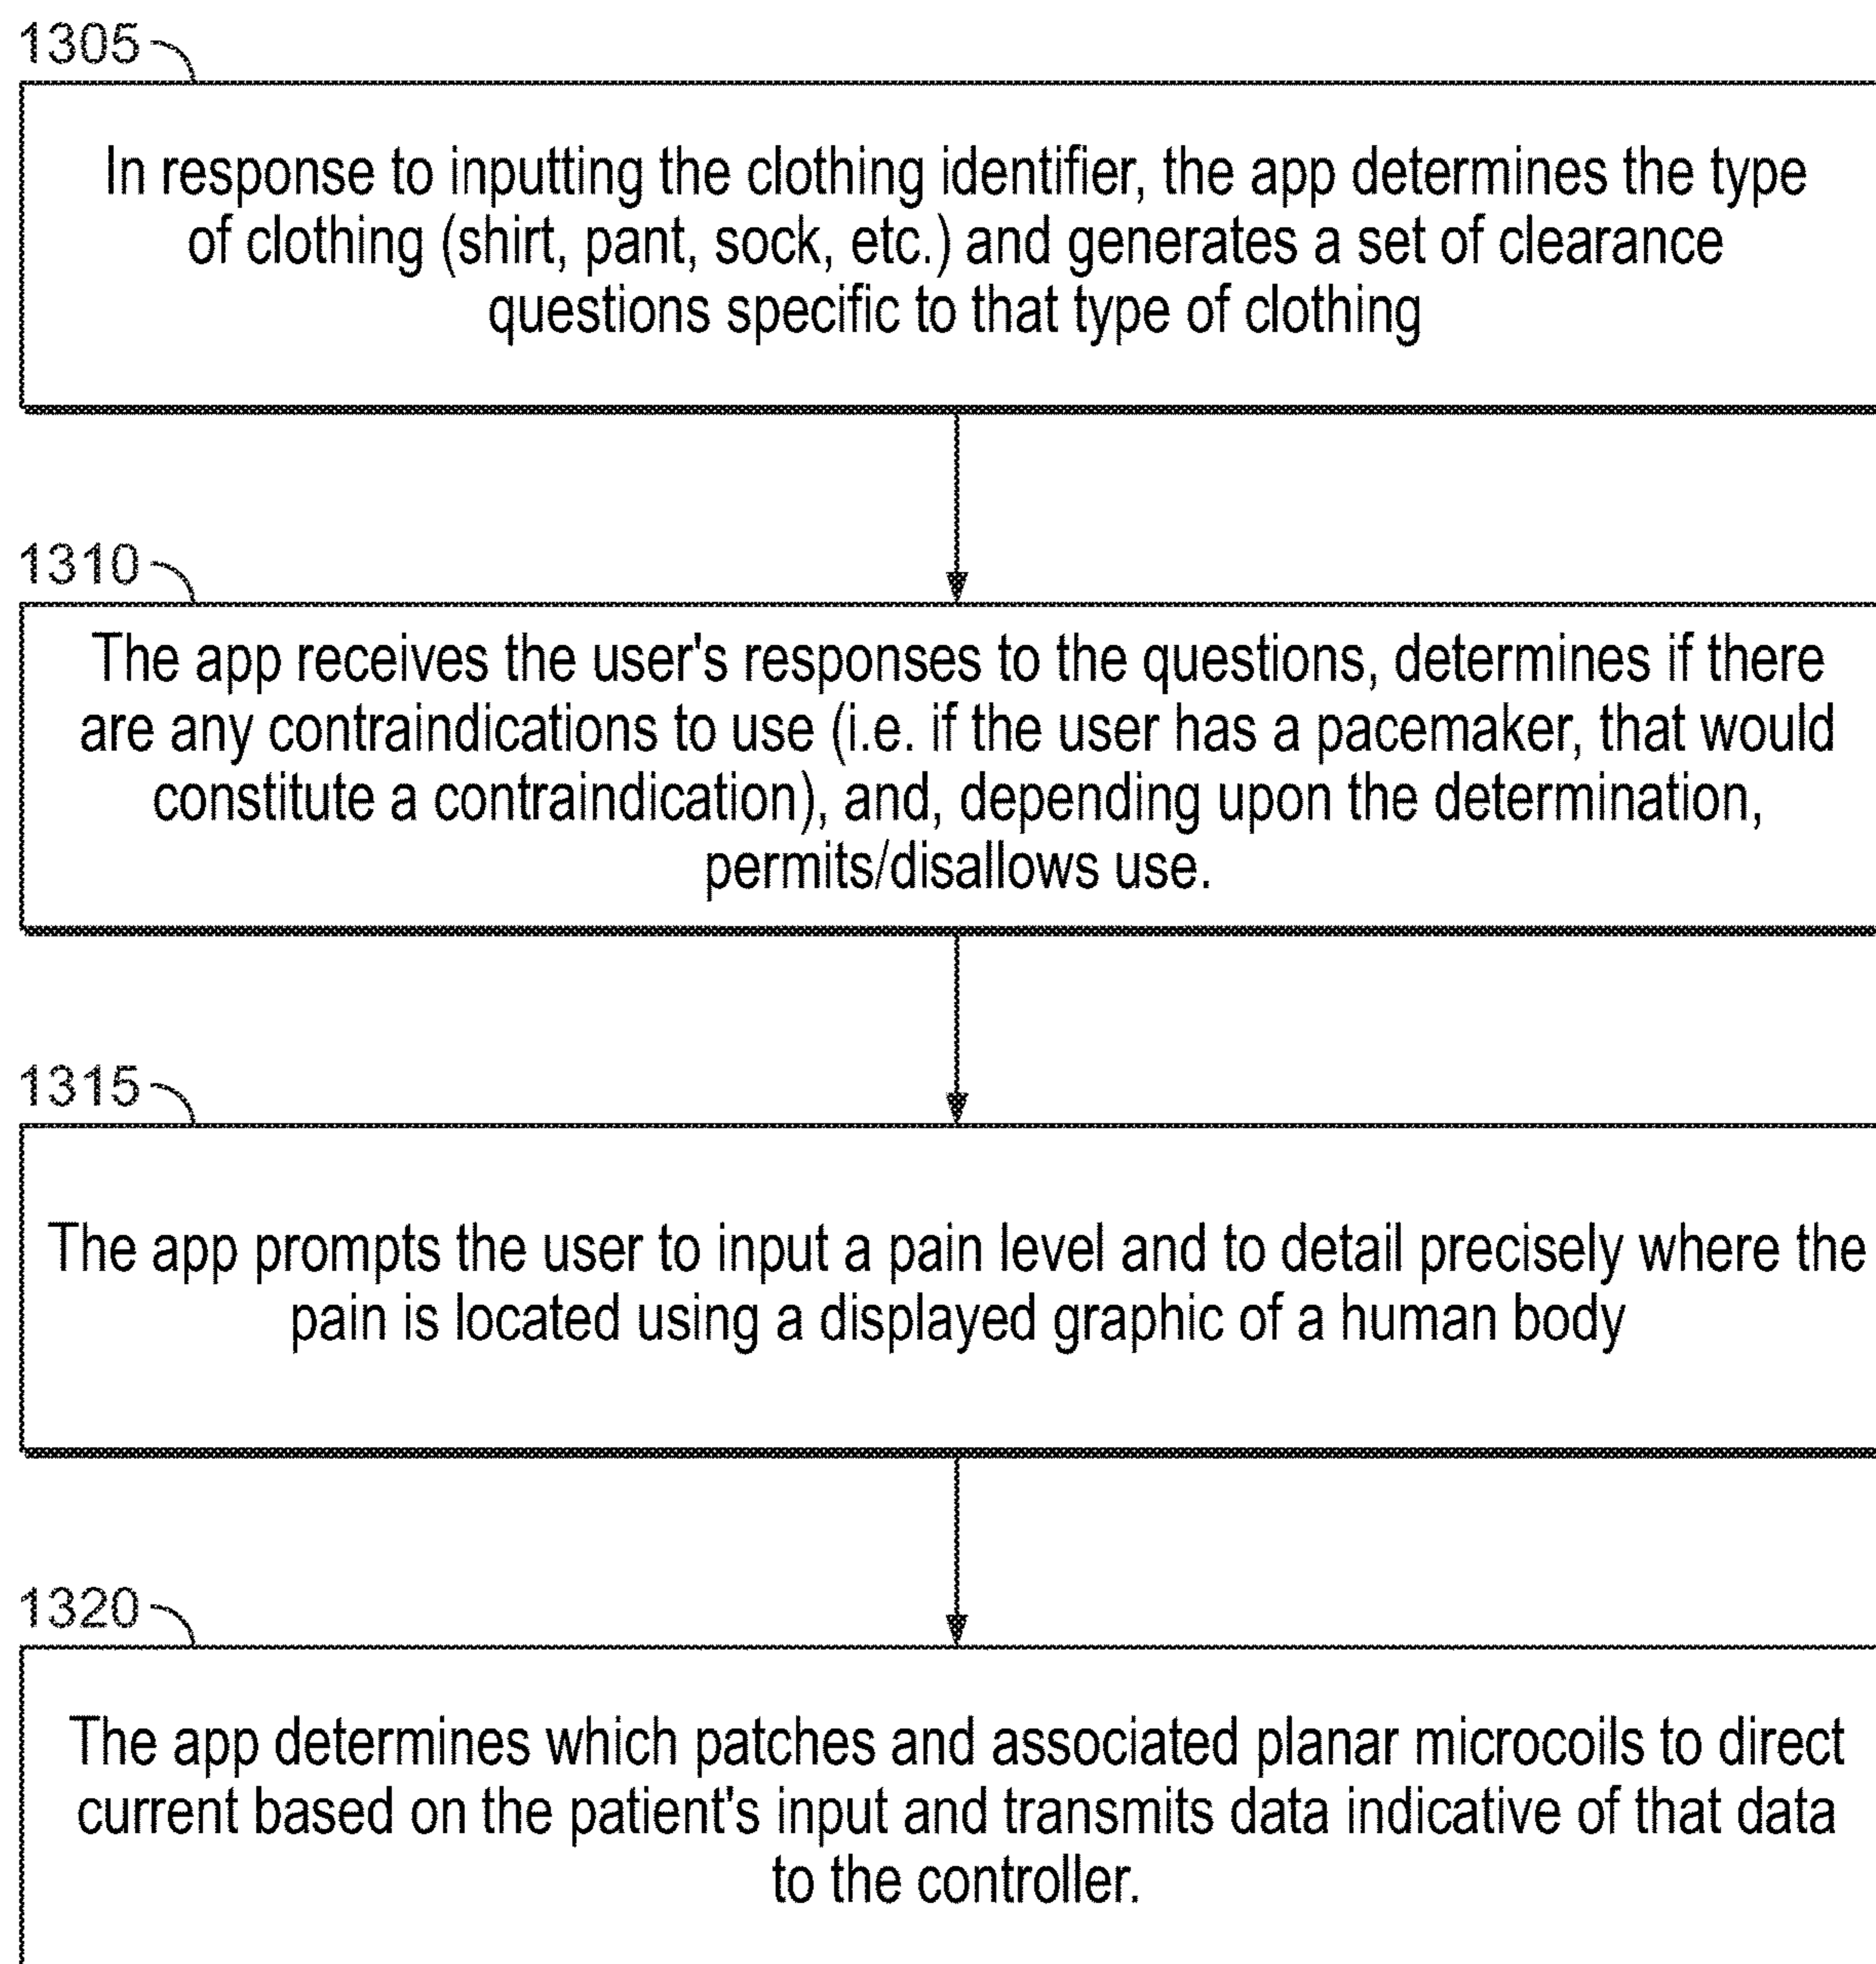 1305
In response to inputting the clothing identifier, the app determines the type
of clothing (shirt, pant, sock, etc.) and generates a set of clearance
questions specific to that type of clothing
1310
The app receives the user's responses to the questions, determines if there
are any contraindications to use (i.e. if the user has a pacemaker, that would
constitute a contraindication), and, depending upon the determination,
permits/disallows use.
1315
The app prompts the user to input a pain level and to detail precisely where the
pain is located using a displayed graphic of a human body
1320
The app determines which patches and associated planar microcoils to direct
current based on the patient's input and transmits data indicative of that data
to the controller.